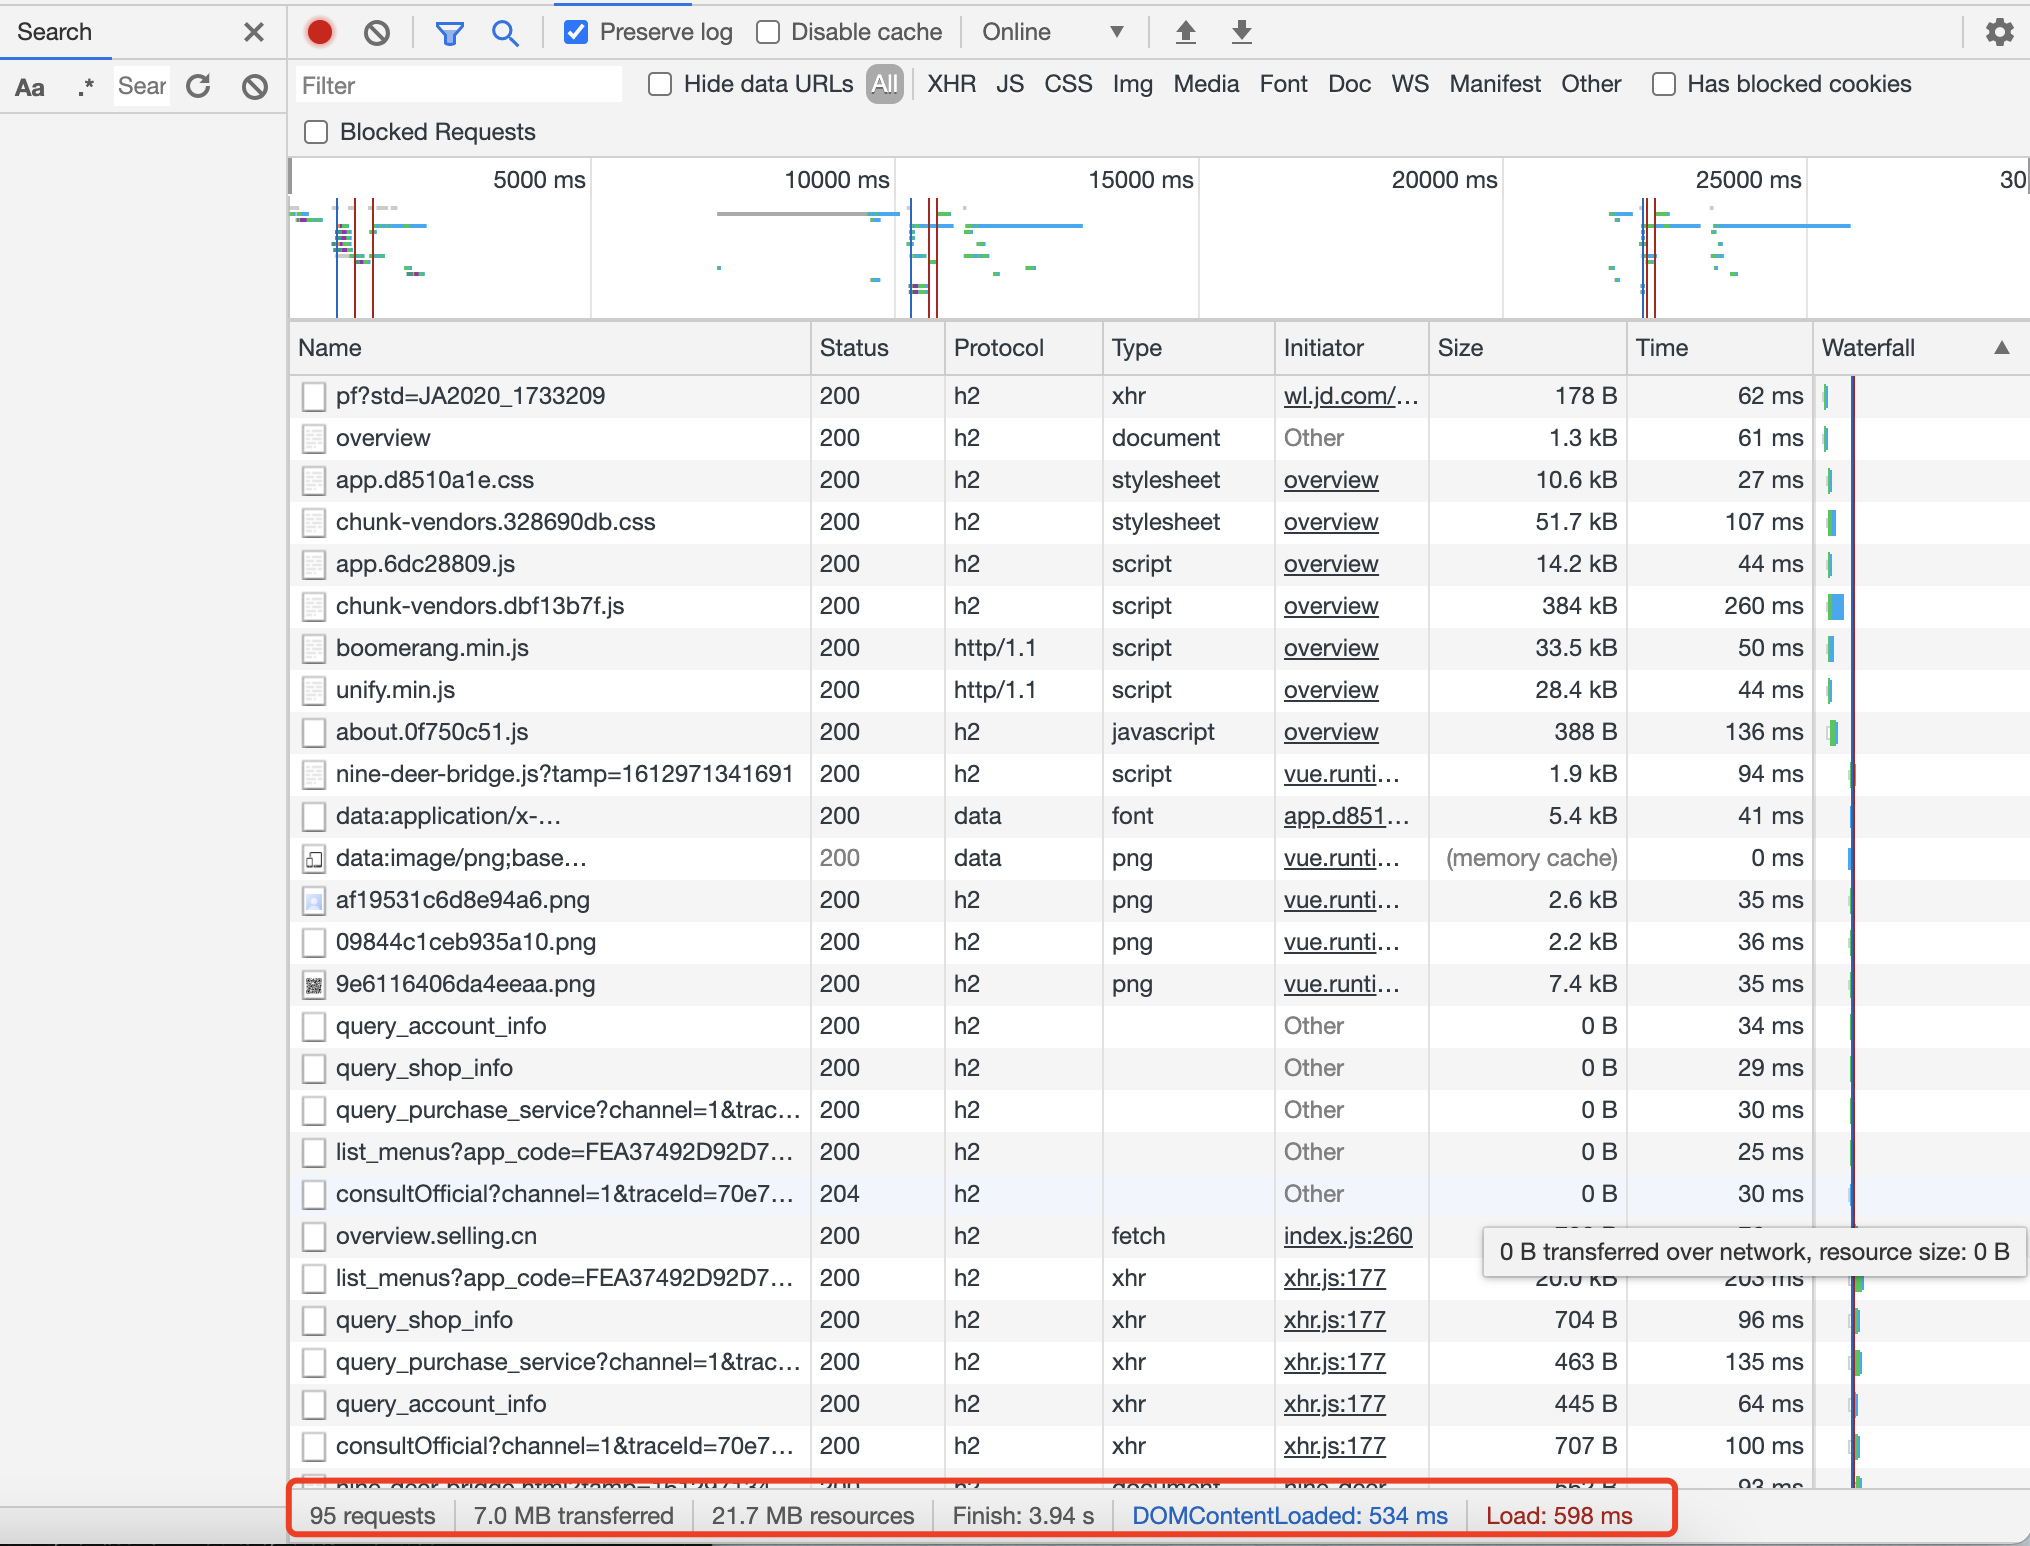 Search
Preserve log Disable cache Online
Aa .* Sear
Filter Hide data URLs All XHR JS CSS Img Media Font Doc WS Manifest Other Has blocked cookies
Blocked Requests
5000 ms 10000 ms 15000 ms 20000 ms 25000 ms 30
Name Status Protocol Type Initiator Size Time Waterfall
pf?std=JA2020_1733209 200 h2 xhr wl.jd.com/… 178 B 62 ms
overview 200 h2 document Other 1.3 kB 61 ms
app.d8510a1e.css 200 h2 stylesheet overview 10.6 kB 27 ms
chunk-vendors.328690db.css 200 h2 stylesheet overview 51.7 kB 107 ms
app.6dc28809.js 200 h2 script overview 14.2 kB 44 ms
chunk-vendors.dbf13b7f.js 200 h2 script overview 384 kB 260 ms
boomerang.min.js 200 http/1.1 script overview 33.5 kB 50 ms
unify.min.js 200 http/1.1 script overview 28.4 kB 44 ms
about.0f750c51.js 200 h2 javascript overview 388 B 136 ms
nine-deer-bridge.js?tamp=1612971341691 200 h2 script vue.runti… 1.9 kB 94 ms
data:application/x-… 200 data font app.d851… 5.4 kB 41 ms
data:image/png;base… 200 data png vue.runti… (memory cache) 0 ms
af19531c6d8e94a6.png 200 h2 png vue.runti… 2.6 kB 35 ms
09844c1ceb935a10.png 200 h2 png vue.runti… 2.2 kB 36 ms
9e6116406da4eeaa.png 200 h2 png vue.runti… 7.4 kB 35 ms
query_account_info 200 h2 Other 0 B 34 ms
query_shop_info 200 h2 Other 0 B 29 ms
query_purchase_service?channel=1&trac… 200 h2 Other 0 B 30 ms
list_menus?app_code=FEA37492D92D7… 200 h2 Other 0 B 25 ms
consultOfficial?channel=1&traceId=70e7… 204 h2 Other 0 B 30 ms
overview.selling.cn 200 h2 fetch index.js:260
0 B transferred over network, resource size: 0 B
list_menus?app_code=FEA37492D92D7… 200 h2 xhr xhr.js:177 20.0 kB 203 ms
query_shop_info 200 h2 xhr xhr.js:177 704 B 96 ms
query_purchase_service?channel=1&trac… 200 h2 xhr xhr.js:177 463 B 135 ms
query_account_info 200 h2 xhr xhr.js:177 445 B 64 ms
consultOfficial?channel=1&traceId=70e7… 200 h2 xhr xhr.js:177 707 B 100 ms
95 requests 7.0 MB transferred 21.7 MB resources Finish: 3.94 s DOMContentLoaded: 534 ms Load: 598 ms